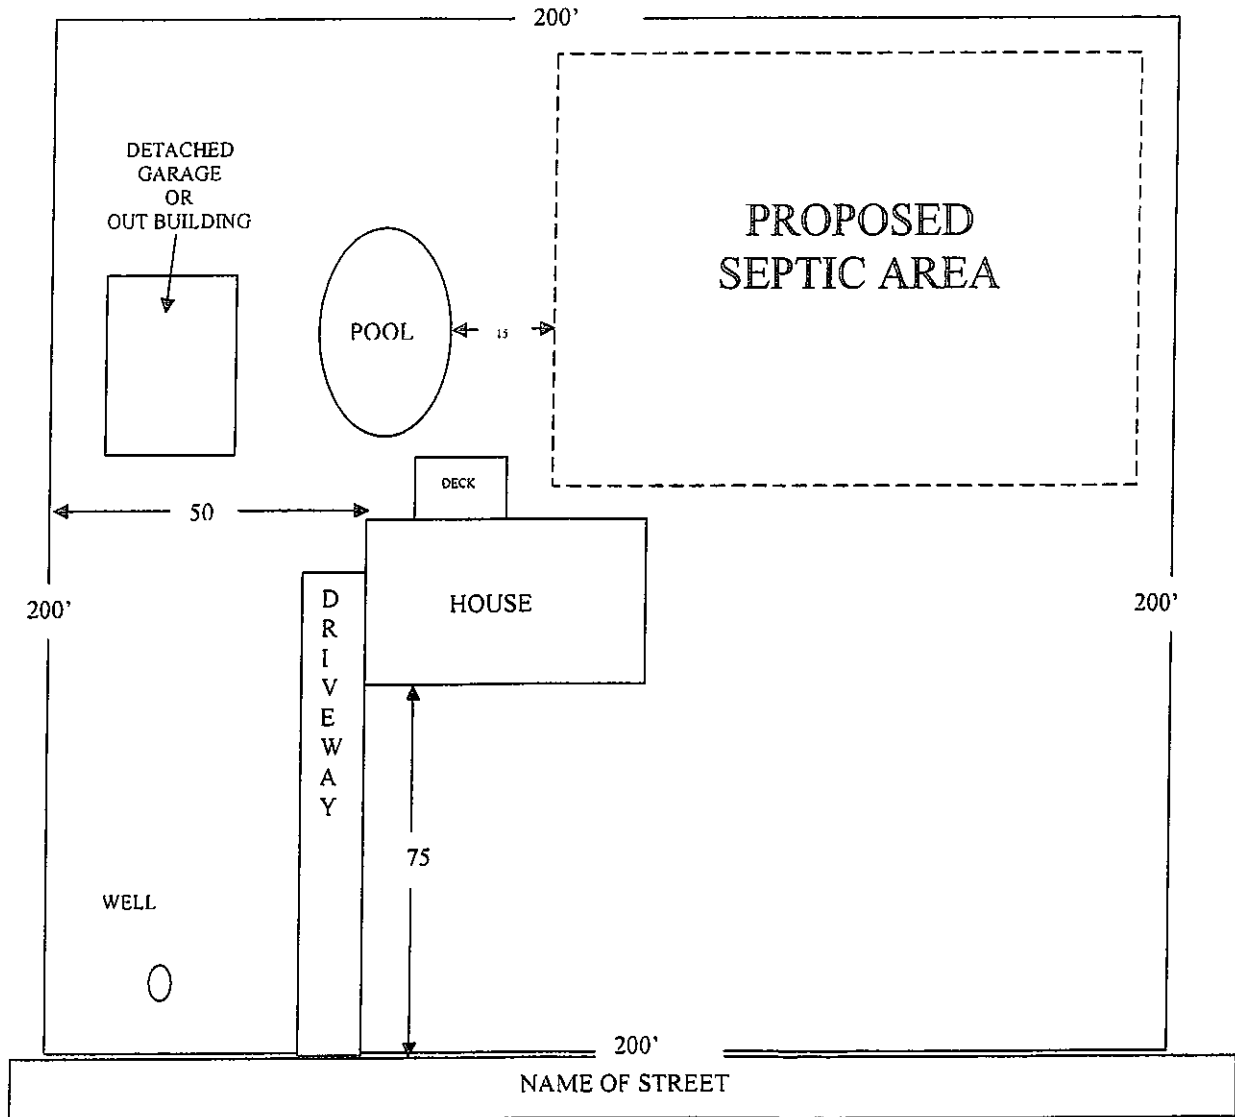 200'
DETACHED
GARAGE
OR
OUT BUILDING
PROPOSED
SEPTIC AREA
POOL
15
DECK
50
HOUSE
D
R
I
V
E
W
A
Y
200'
200'
75
WELL
200'
NAME OF STREET